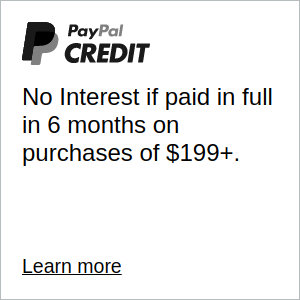 PayPal
CREDIT
No Interest if paid in full
in 6 months on
purchases of $199+.
Learn more